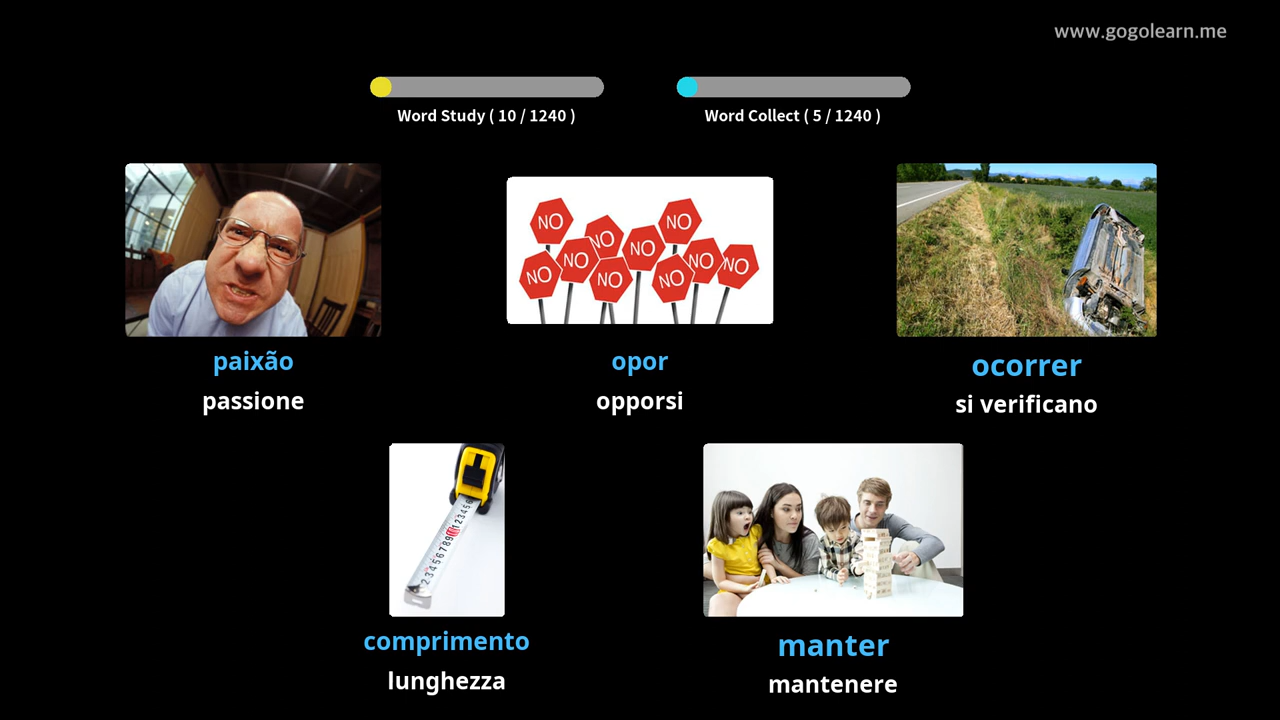 www.gogolearn.me
Word Study ( 10 / 1240 )
Word Collect ( 5 / 1240 )
NO
NO
NO
NO
NO
NO
NO
NO
NO
NO
paixão
opor
ocorrer
passione
opporsi
si verificano
comprimento
manter
lunghezza
mantenere